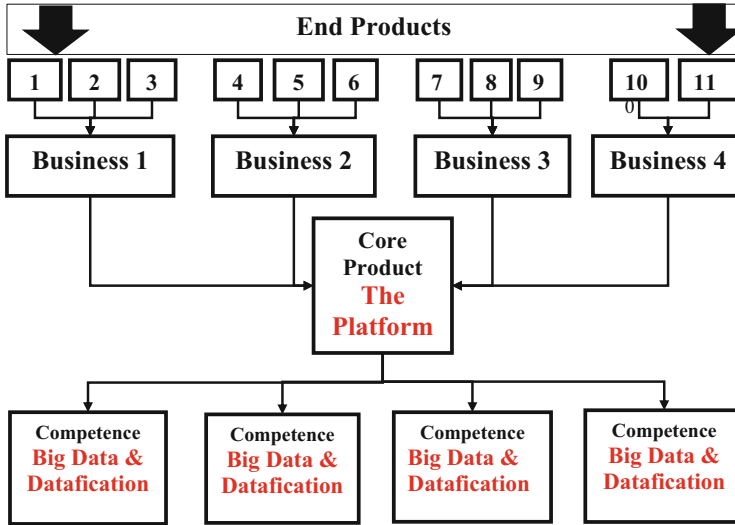 End Products
1 2 3 4 5 6 7 8 9 10 11
0
Business 1 Business 2 Business 3 Business 4
Core
Product
The
Platform
Competence
Big Data &
Datafication
Competence
Big Data &
Datafication
Competence
Big Data &
Datafication
Competence
Big Data &
Datafication